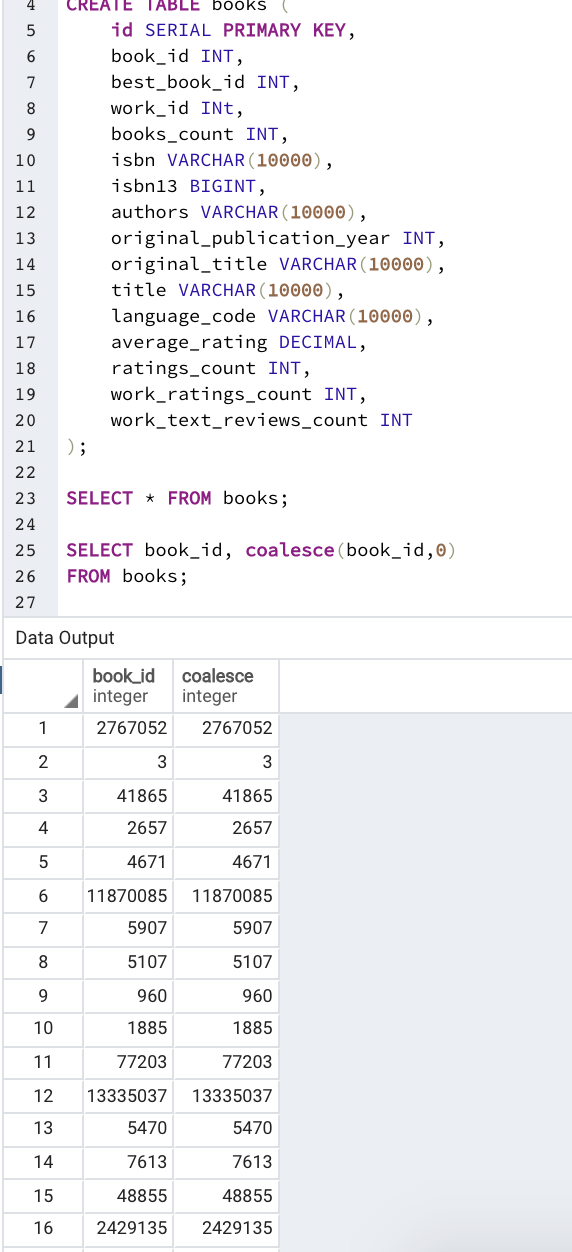 4 CREATE TABLE books (
5 id SERIAL PRIMARY KEY,
6 book_id INT,
7 best_book_id INT,
8 work_id INt,
9 books_count INT,
10 isbn VARCHAR(10000),
11 isbn13 BIGINT,
12 authors VARCHAR(10000),
13 original_publication_year INT,
14 original_title VARCHAR(10000),
15 title VARCHAR(10000),
16 language_code VARCHAR(10000),
17 average_rating DECIMAL,
18 ratings_count INT,
19 work_ratings_count INT,
20 work_text_reviews_count INT
21 );
22
23 SELECT * FROM books;
24
25 SELECT book_id, coalesce(book_id,0)
26 FROM books;
27
Data Output
book_id coalesce
integer integer
1 2767052 2767052
2 3 3
3 41865 41865
4 2657 2657
5 4671 4671
6 11870085 11870085
7 5907 5907
8 5107 5107
9 960 960
10 1885 1885
11 77203 77203
12 13335037 13335037
13 5470 5470
14 7613 7613
15 48855 48855
16 2429135 2429135